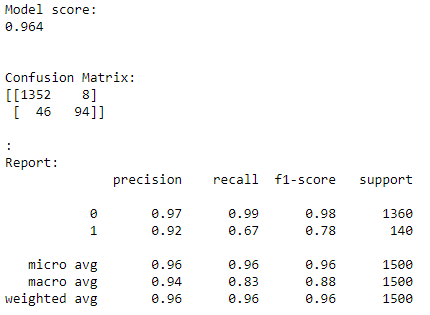 Model score:
0.964
Confusion Matrix:
[[1352    8]
 [  46   94]]
:
Report:
              precision    recall  f1-score   support
           0       0.97      0.99      0.98      1360
           1       0.92      0.67      0.78       140
   micro avg       0.96      0.96      0.96      1500
   macro avg       0.94      0.83      0.88      1500
weighted avg       0.96      0.96      0.96      1500